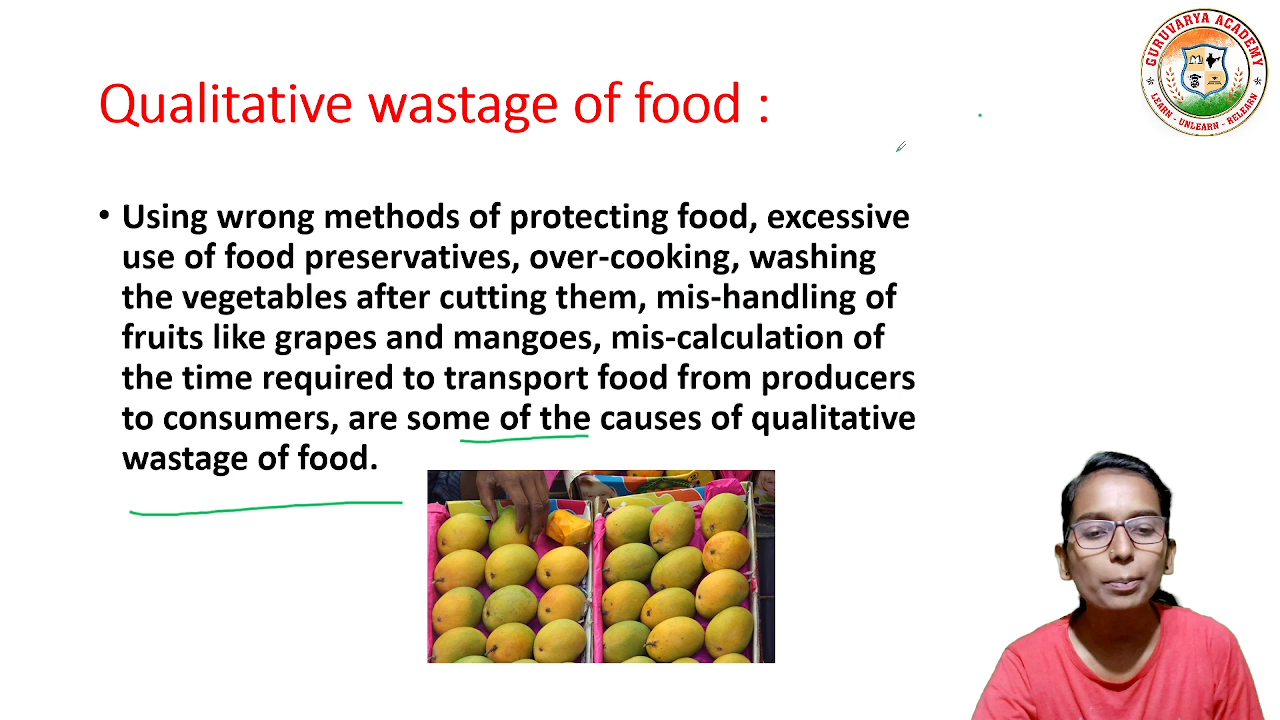 Qualitative wastage of food :
GURUVARYA ACADEMY
LEARN - UNLEARN - RELEARN
• Using wrong methods of protecting food, excessive
use of food preservatives, over-cooking, washing
the vegetables after cutting them, mis-handling of
fruits like grapes and mangoes, mis-calculation of
the time required to transport food from producers
to consumers, are some of the causes of qualitative
wastage of food.